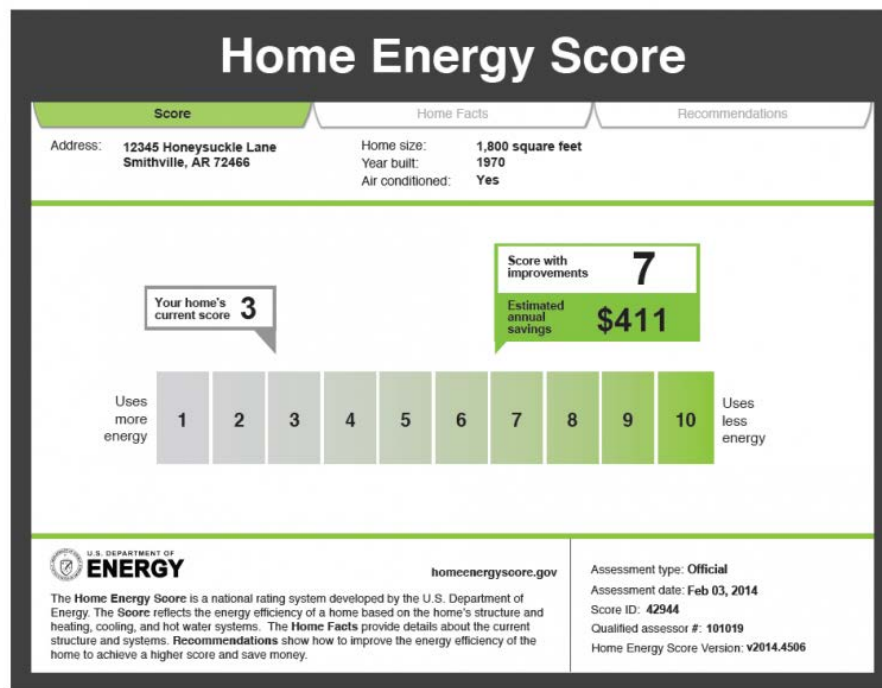 Home Energy Score
Score
Home Facts
Recommendations
Address: 12345 Honeysuckle Lane
Smithville, AR 72466
Home size: 1,800 square feet
Year built: 1970
Air conditioned: Yes
Your home's
current score 3
Score with
improvements 7
Estimated
annual
savings $411
Uses
more
energy
1 2 3 4 5 6 7 8 9 10
Uses
less
energy
U.S. DEPARTMENT OF
ENERGY
homeenergyscore.gov
The Home Energy Score is a national rating system developed by the U.S. Department of
Energy. The Score reflects the energy efficiency of a home based on the home's structure and
heating, cooling, and hot water systems. The Home Facts provide details about the current
structure and systems. Recommendations show how to improve the energy efficiency of the
home to achieve a higher score and save money.
Assessment type: Official
Assessment date: Feb 03, 2014
Score ID: 42944
Qualified assessor #: 101019
Home Energy Score Version: v2014.4506